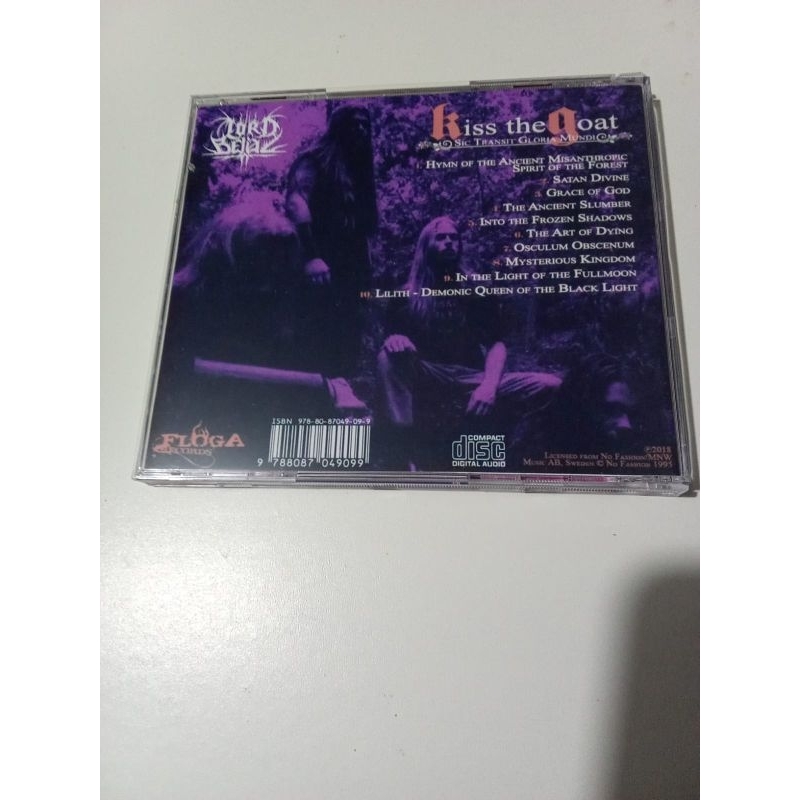 LORD
BELIAL
kiss the goat
SIC TRANSIT GLORIA MUNDI
1. HYMN OF THE ANCIENT MISANTHROPIC
SPIRIT OF THE FOREST
2. SATAN DIVINE
3. GRACE OF GOD
4. THE ANCIENT SLUMBER
5. INTO THE FROZEN SHADOWS
6. THE ART OF DYING
7. OSCULUM OBSCENUM
8. MYSTERIOUS KINGDOM
9. IN THE LIGHT OF THE FULLMOON
10. LILITH - DEMONIC QUEEN OF THE BLACK LIGHT
FLOGA
RECORDS
ISBN 978-80-87049-09-9
9 788087 049099
COMPACT
disc
DIGITAL AUDIO
℗2018
LICENSED FROM NO FASHION/MNW
MUSIC AB, SWEDEN © NO FASHION 1995